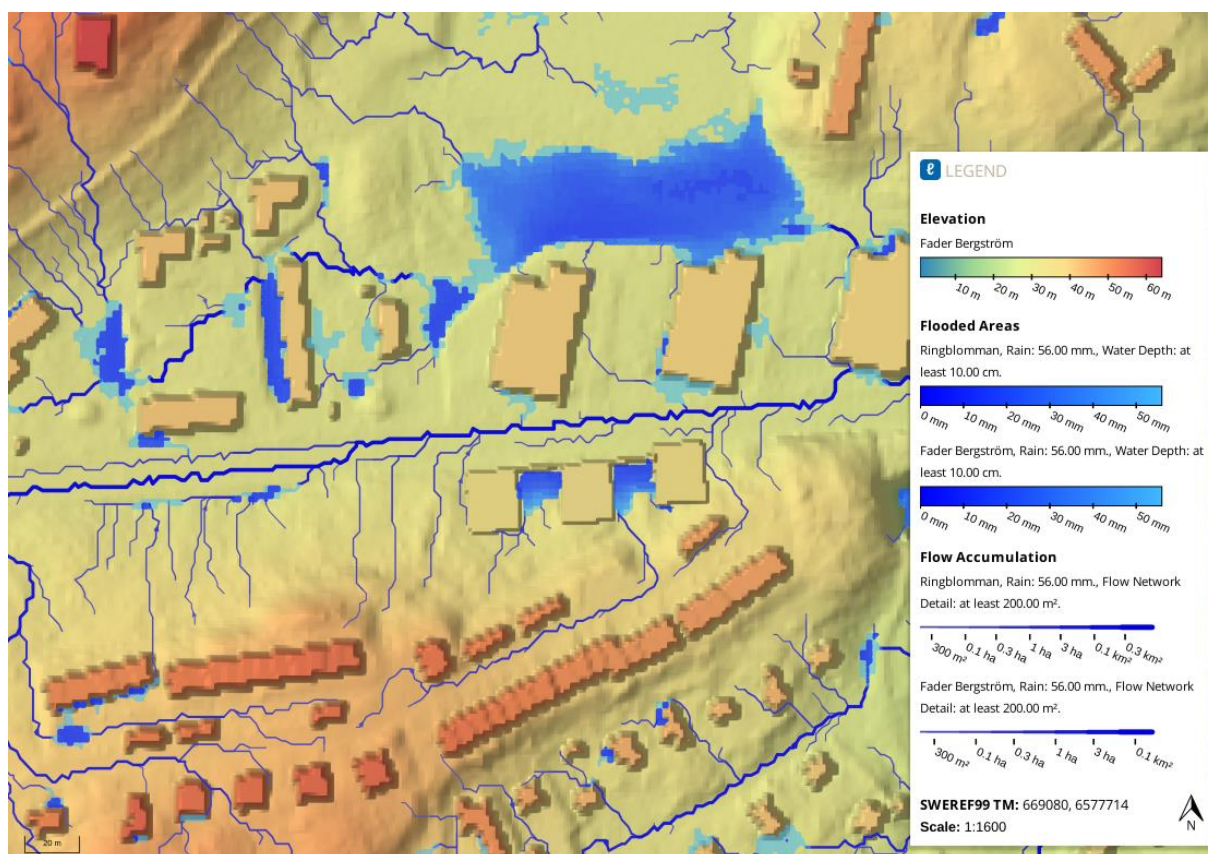 LEGEND
Elevation
Fader Bergström
10 m 20 m 30 m 40 m 50 m 60 m
Flooded Areas
Ringblomman, Rain: 56.00 mm., Water Depth: at
least 10.00 cm.
0 mm 10 mm 20 mm 30 mm 40 mm 50 mm
Fader Bergström, Rain: 56.00 mm., Water Depth: at
least 10.00 cm.
0 mm 10 mm 20 mm 30 mm 40 mm 50 mm
Flow Accumulation
Ringblomman, Rain: 56.00 mm., Flow Network
Detail: at least 200.00 m².
300 m² 0.1 ha 0.3 ha 1 ha 3 ha 0.1 km² 0.3 km²
Fader Bergström, Rain: 56.00 mm., Flow Network
Detail: at least 200.00 m².
300 m² 0.1 ha 0.3 ha 1 ha 3 ha 0.1 km²
SWEREF99 TM: 669080, 6577714
Scale: 1:1600
N
20 m